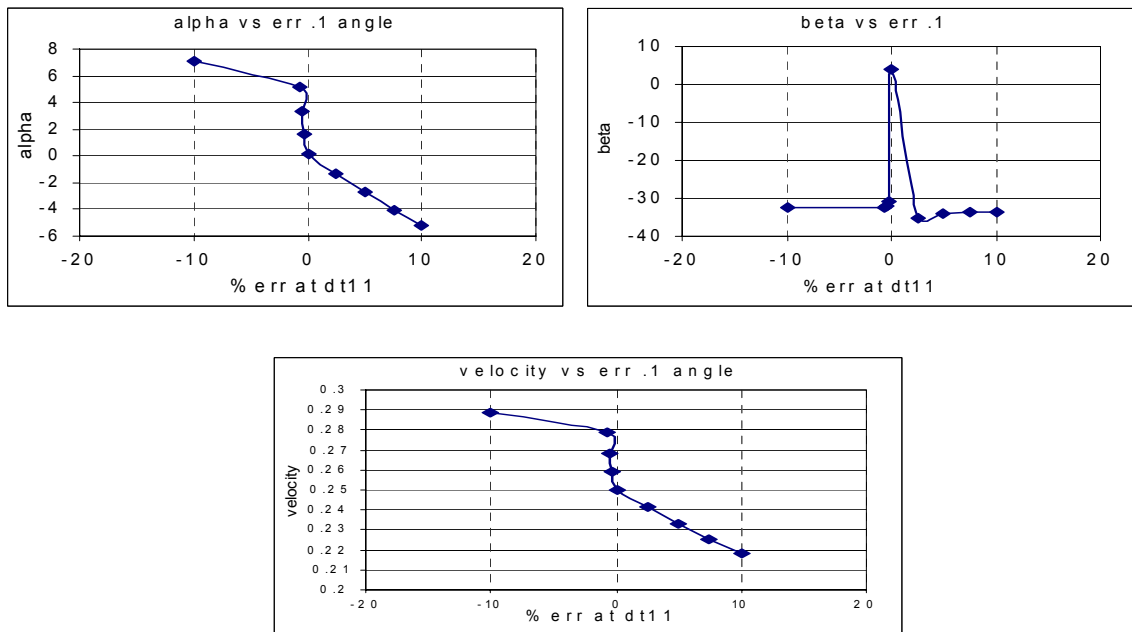 alpha vs err .1 angle
8
6
4
2
0
-2
-4
-6
alpha
-20 -10 0 10 20
% err at dt11
beta vs err .1
10
0
-10
-20
-30
-40
beta
-20 -10 0 10 20
% err at dt11
velocity vs err .1 angle
0.3
0.29
0.28
0.27
0.26
0.25
0.24
0.23
0.22
0.21
0.2
velocity
-20 -10 0 10 20
% err at dt11